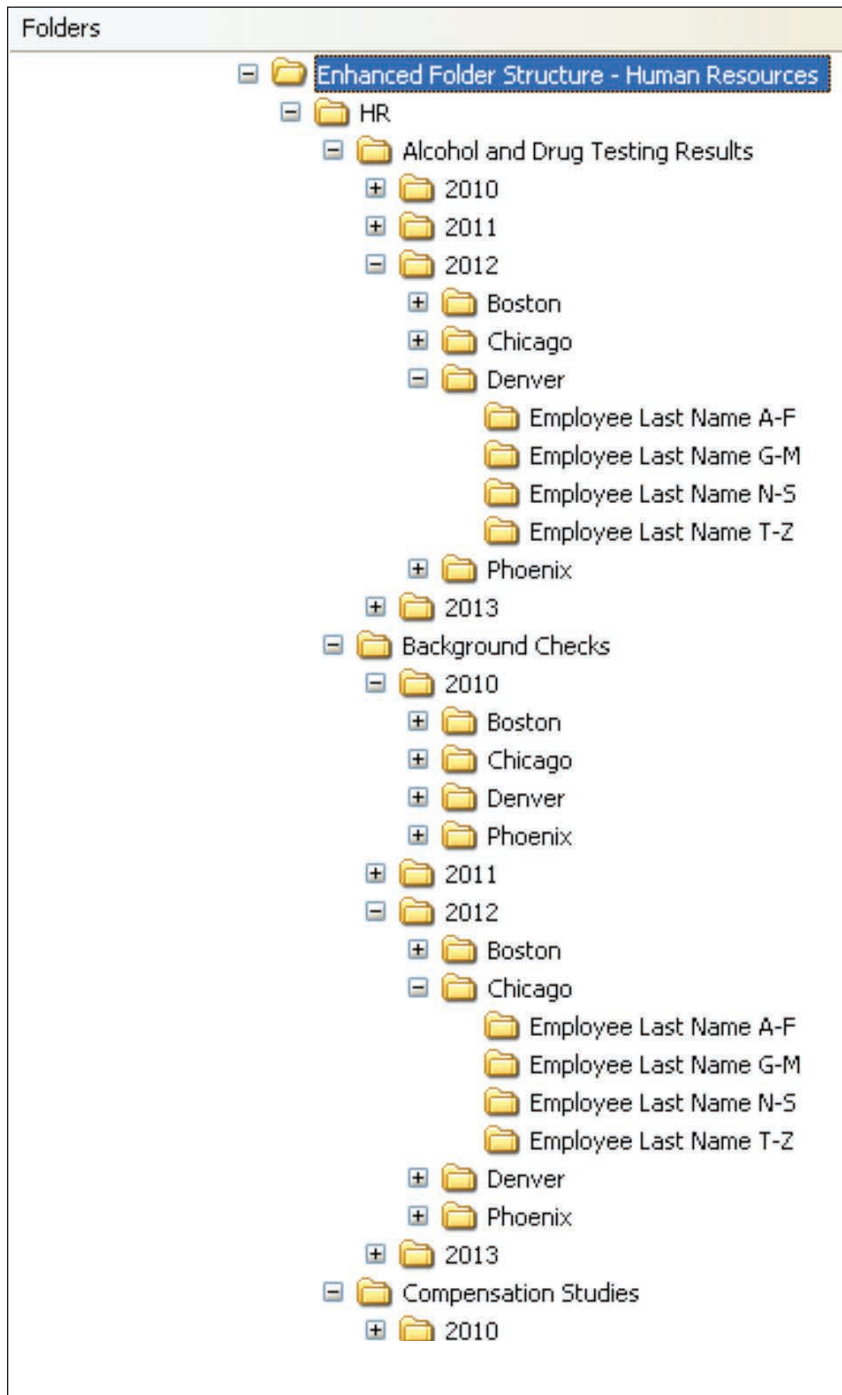 Folders
Enhanced Folder Structure - Human Resources
HR
Alcohol and Drug Testing Results
2010
2011
2012
Boston
Chicago
Denver
Employee Last Name A-F
Employee Last Name G-M
Employee Last Name N-S
Employee Last Name T-Z
Phoenix
2013
Background Checks
2010
Boston
Chicago
Denver
Phoenix
2011
2012
Boston
Chicago
Employee Last Name A-F
Employee Last Name G-M
Employee Last Name N-S
Employee Last Name T-Z
Denver
Phoenix
2013
Compensation Studies
2010